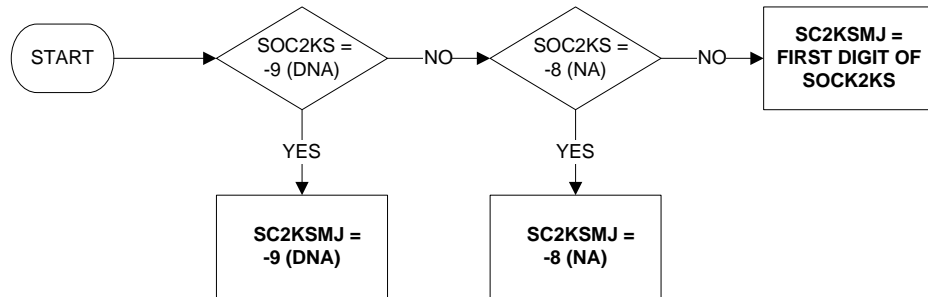 START
SOC2KS =
-9 (DNA)
NO
SOC2KS =
-8 (NA)
NO
SC2KSMJ =
FIRST DIGIT OF
SOCK2KS
YES
YES
SC2KSMJ =
-9 (DNA)
SC2KSMJ =
-8 (NA)